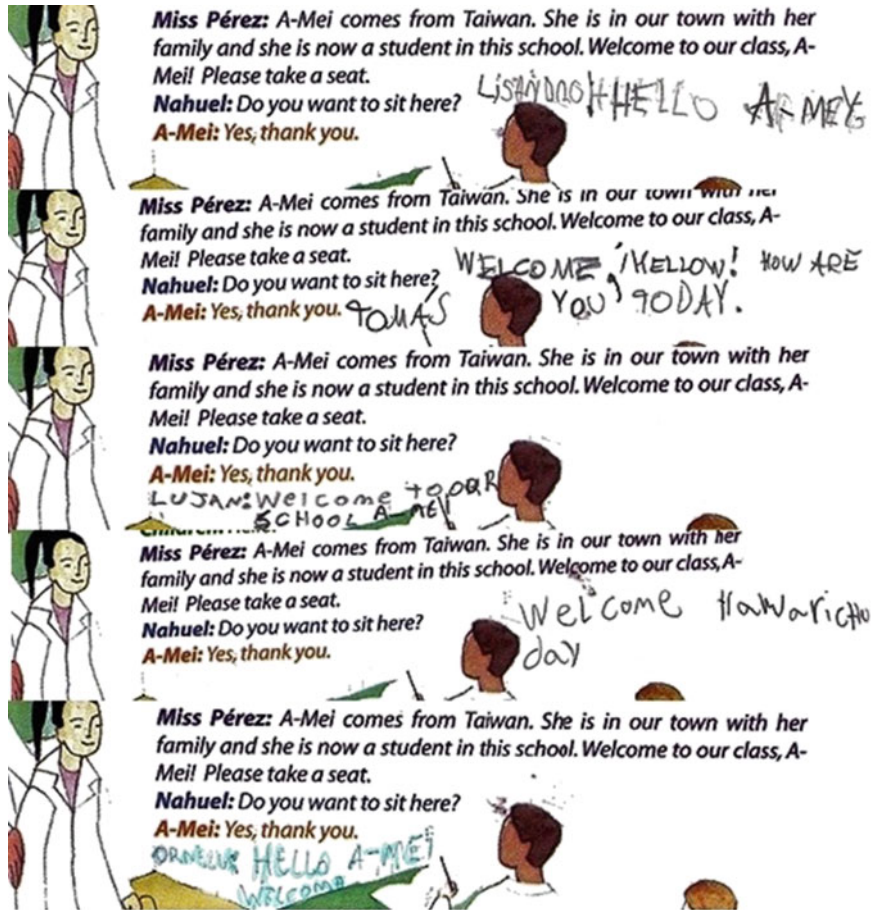 Miss Pérez: A-Mei comes from Taiwan. She is in our town with her
family and she is now a student in this school. Welcome to our class, A-
Mei! Please take a seat.
Nahuel: Do you want to sit here?
LiSANDRO HELLO A-MEY
A-Mei: Yes, thank you.
Miss Pérez: A-Mei comes from Taiwan. She is in our town with her
family and she is now a student in this school. Welcome to our class, A-
Mei! Please take a seat.
WELCOME ¡HELLOW! HOW ARE
Nahuel: Do you want to sit here?
A-Mei: Yes, thank you.
TOMÁS YOU TODAY.
Miss Pérez: A-Mei comes from Taiwan. She is in our town with her
family and she is now a student in this school. Welcome to our class, A-
Mei! Please take a seat.
Nahuel: Do you want to sit here?
A-Mei: Yes, thank you.
LUJAN: Welcome to OUR
SCHOOL A-MEY
Miss Pérez: A-Mei comes from Taiwan. She is in our town with her
family and she is now a student in this school. Welcome to our class, A-
Mei! Please take a seat.
Welcome Hawarichu
Nahuel: Do you want to sit here?
A-Mei: Yes, thank you.
day
Miss Pérez: A-Mei comes from Taiwan. She is in our town with her
family and she is now a student in this school. Welcome to our class, A-
Mei! Please take a seat.
Nahuel: Do you want to sit here?
A-Mei: Yes, thank you.
HELLO A-MEI
WELCOME